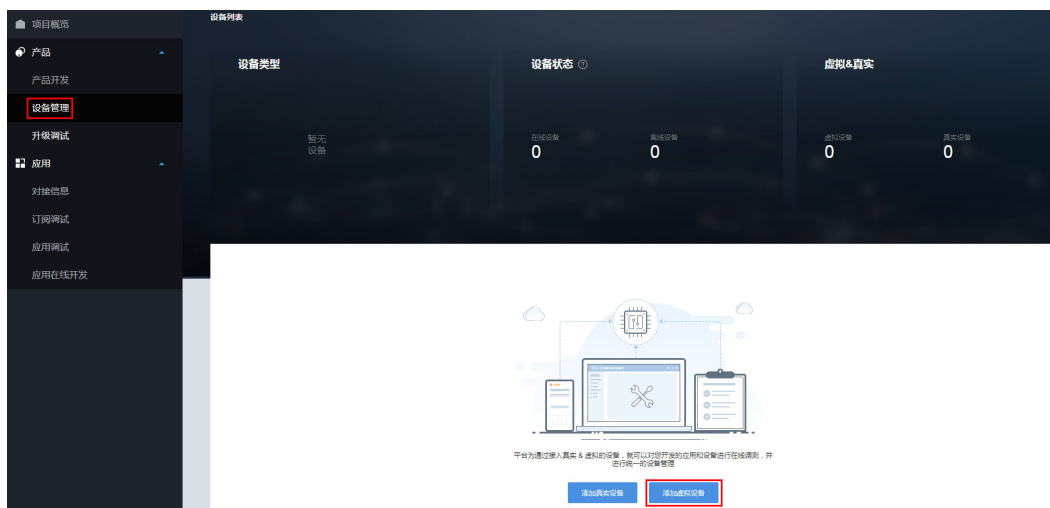 项目概览
产品
产品开发
设备管理
升级调试
应用
对接信息
订阅调试
应用调试
应用在线开发
设备列表
设备类型
暂无
设备
设备状态
在线设备
0
离线设备
0
虚拟&真实
虚拟设备
0
真实设备
0
平台为通过接入真实 & 虚拟的设备，就可以对您开发的应用和设备进行在线调测，并
进行统一的设备管理
添加真实设备
添加虚拟设备